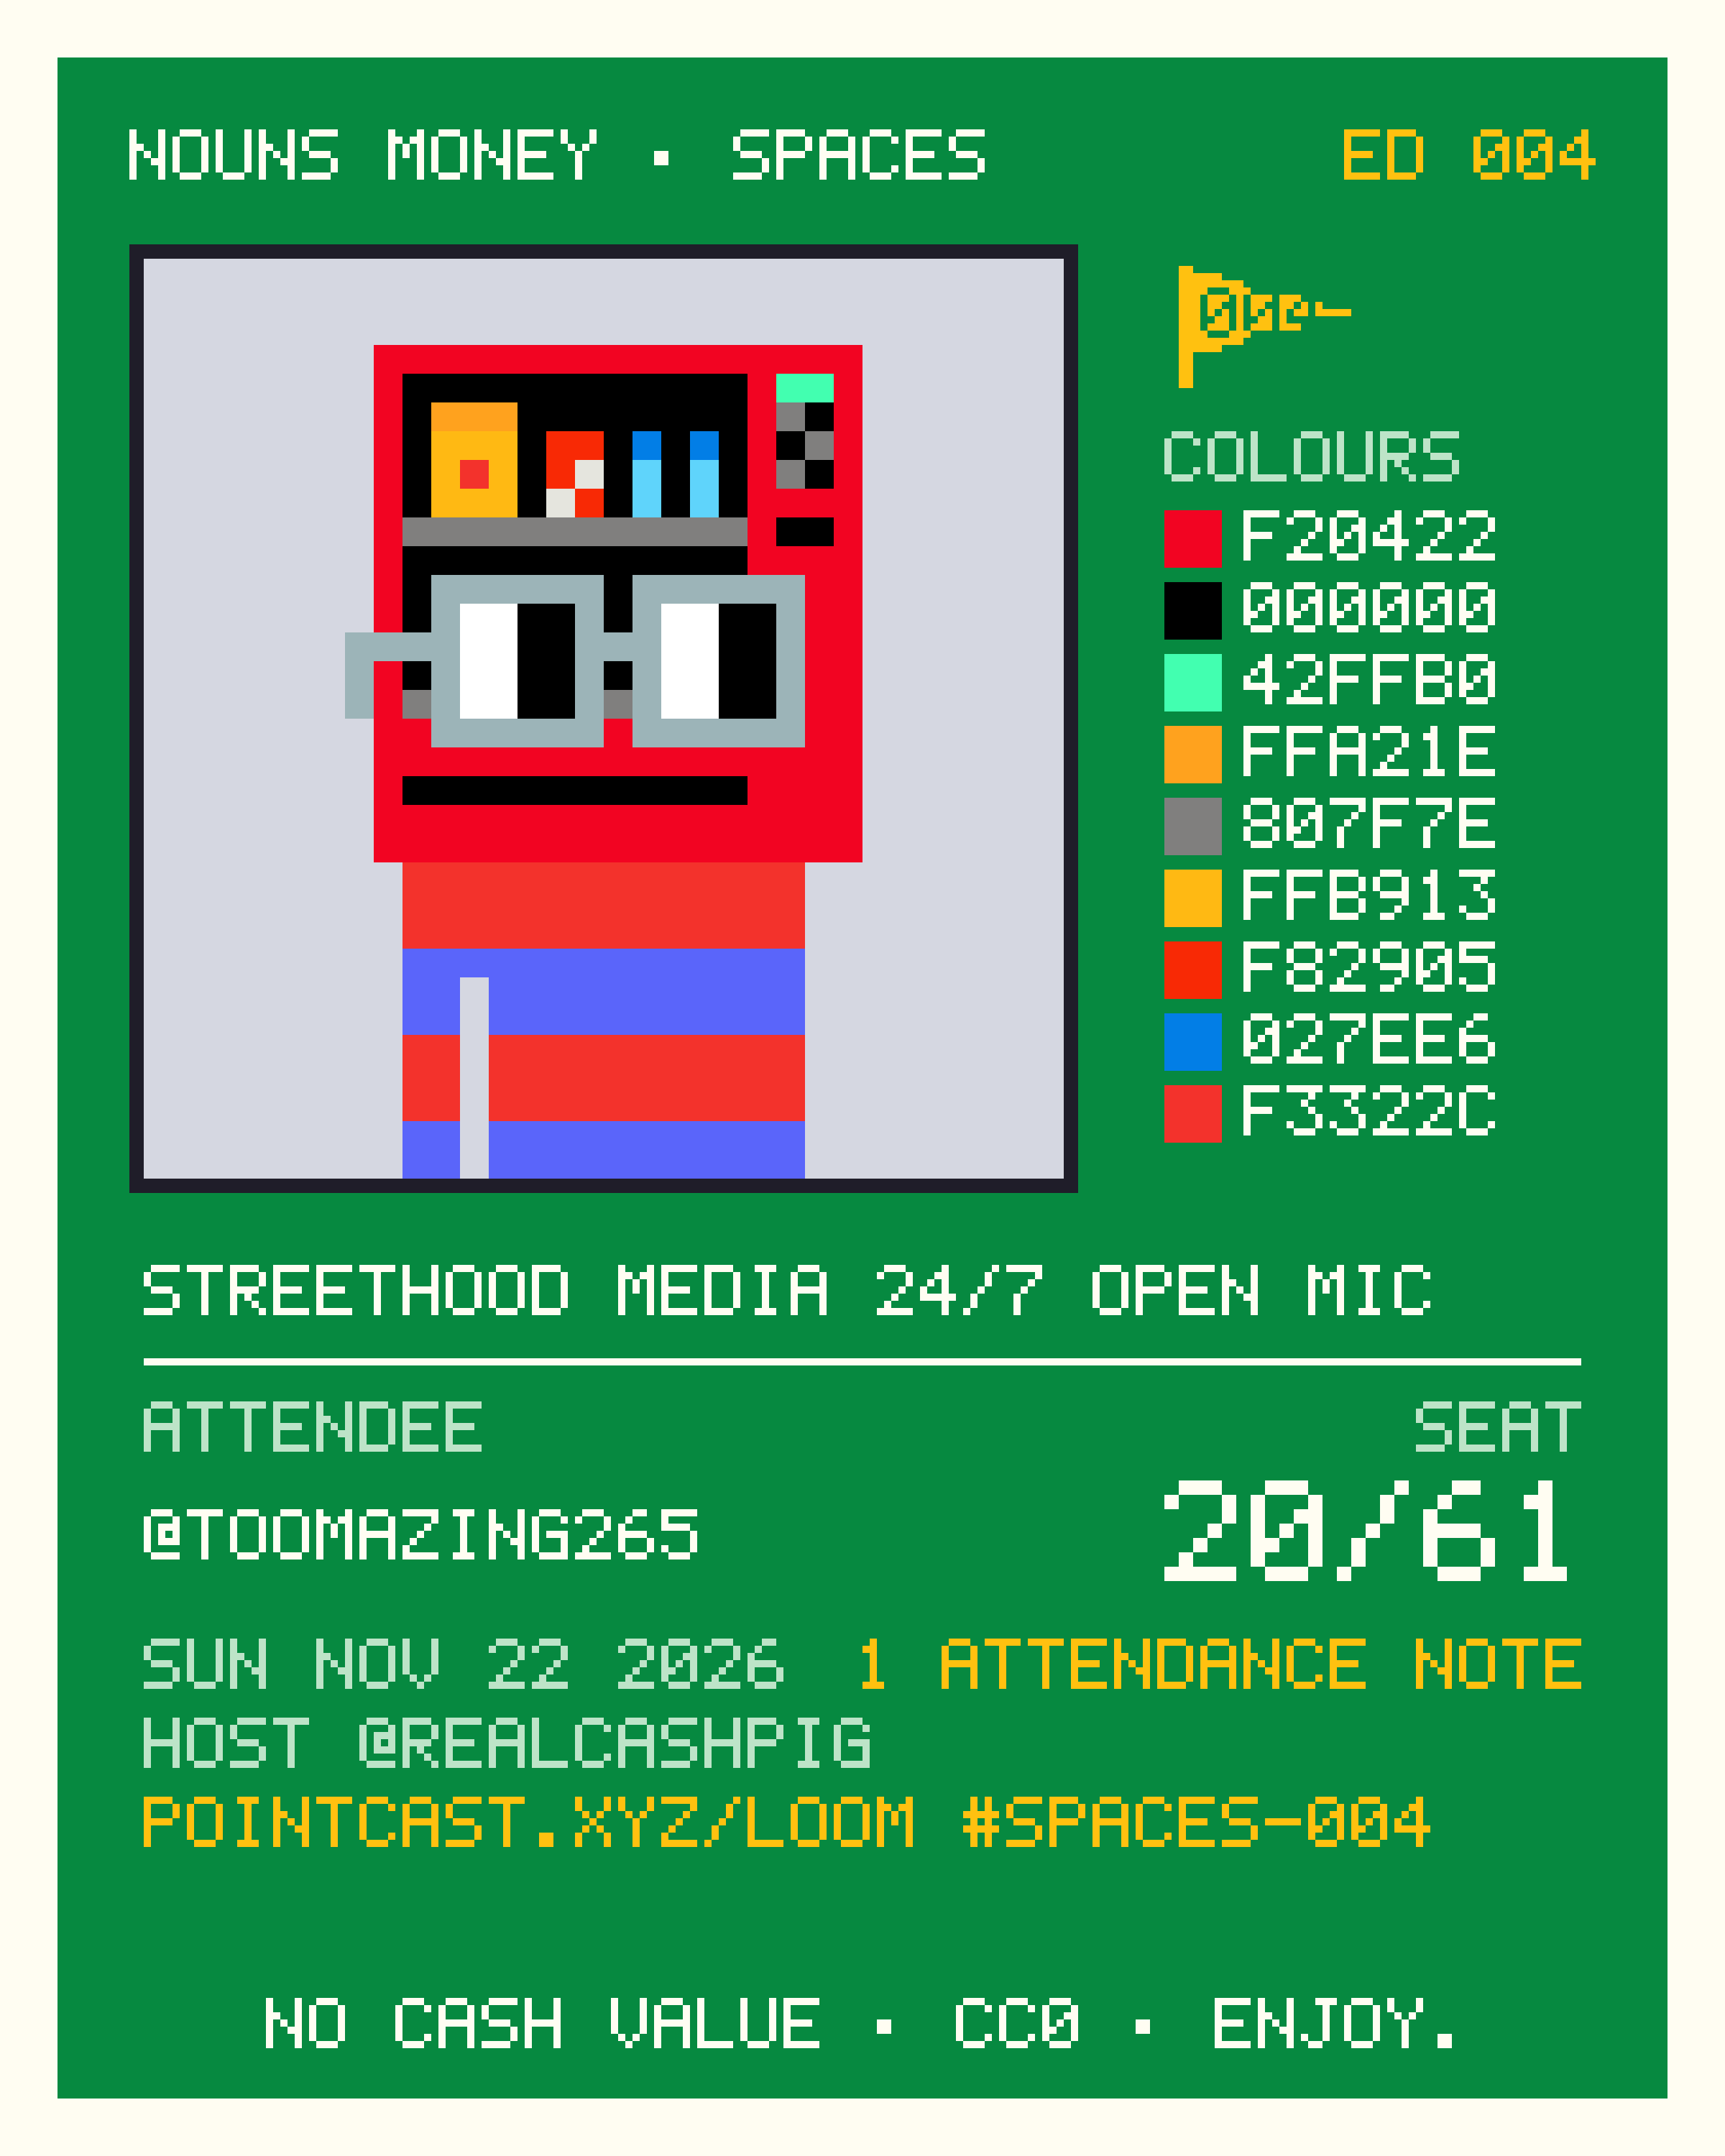 NOUNS MONEY · SPACES
ED 004
COLOURS
F20422
000000
42FFB0
FFA21E
807F7E
FFB913
F82905
027EE6
F3322C
STREETHOOD MEDIA 24/7 OPEN MIC
ATTENDEE
SEAT
@TOOMAZING265
20/61
SUN NOV 22 2026
1 ATTENDANCE NOTE
HOST @REALCASHPIG
POINTCAST.XYZ/LOOM #SPACES-004
NO CASH VALUE · CC0 · ENJOY.